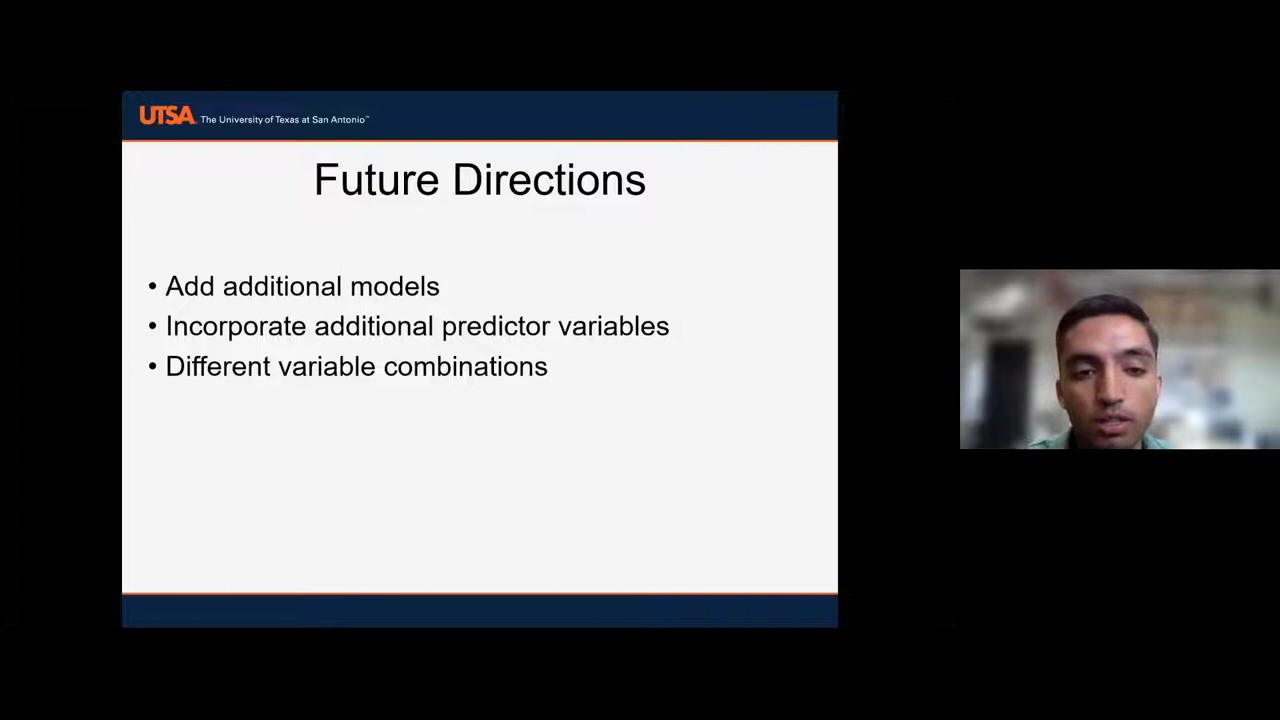 UTSA The University of Texas at San Antonio™
Future Directions
• Add additional models
• Incorporate additional predictor variables
• Different variable combinations